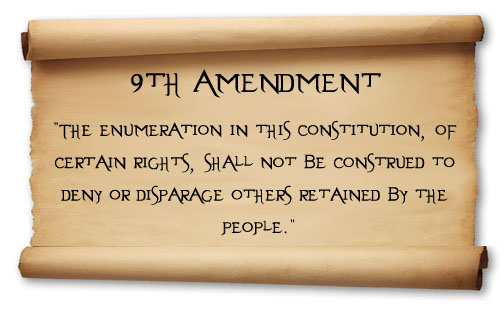 9TH AMENDMENT
"THE ENUMERATION IN THIS CONSTITUTION, OF
CERTAIN RIGHTS, SHALL NOT BE CONSTRUED TO
DENY OR DISPARAGE OTHERS RETAINED BY THE
PEOPLE."